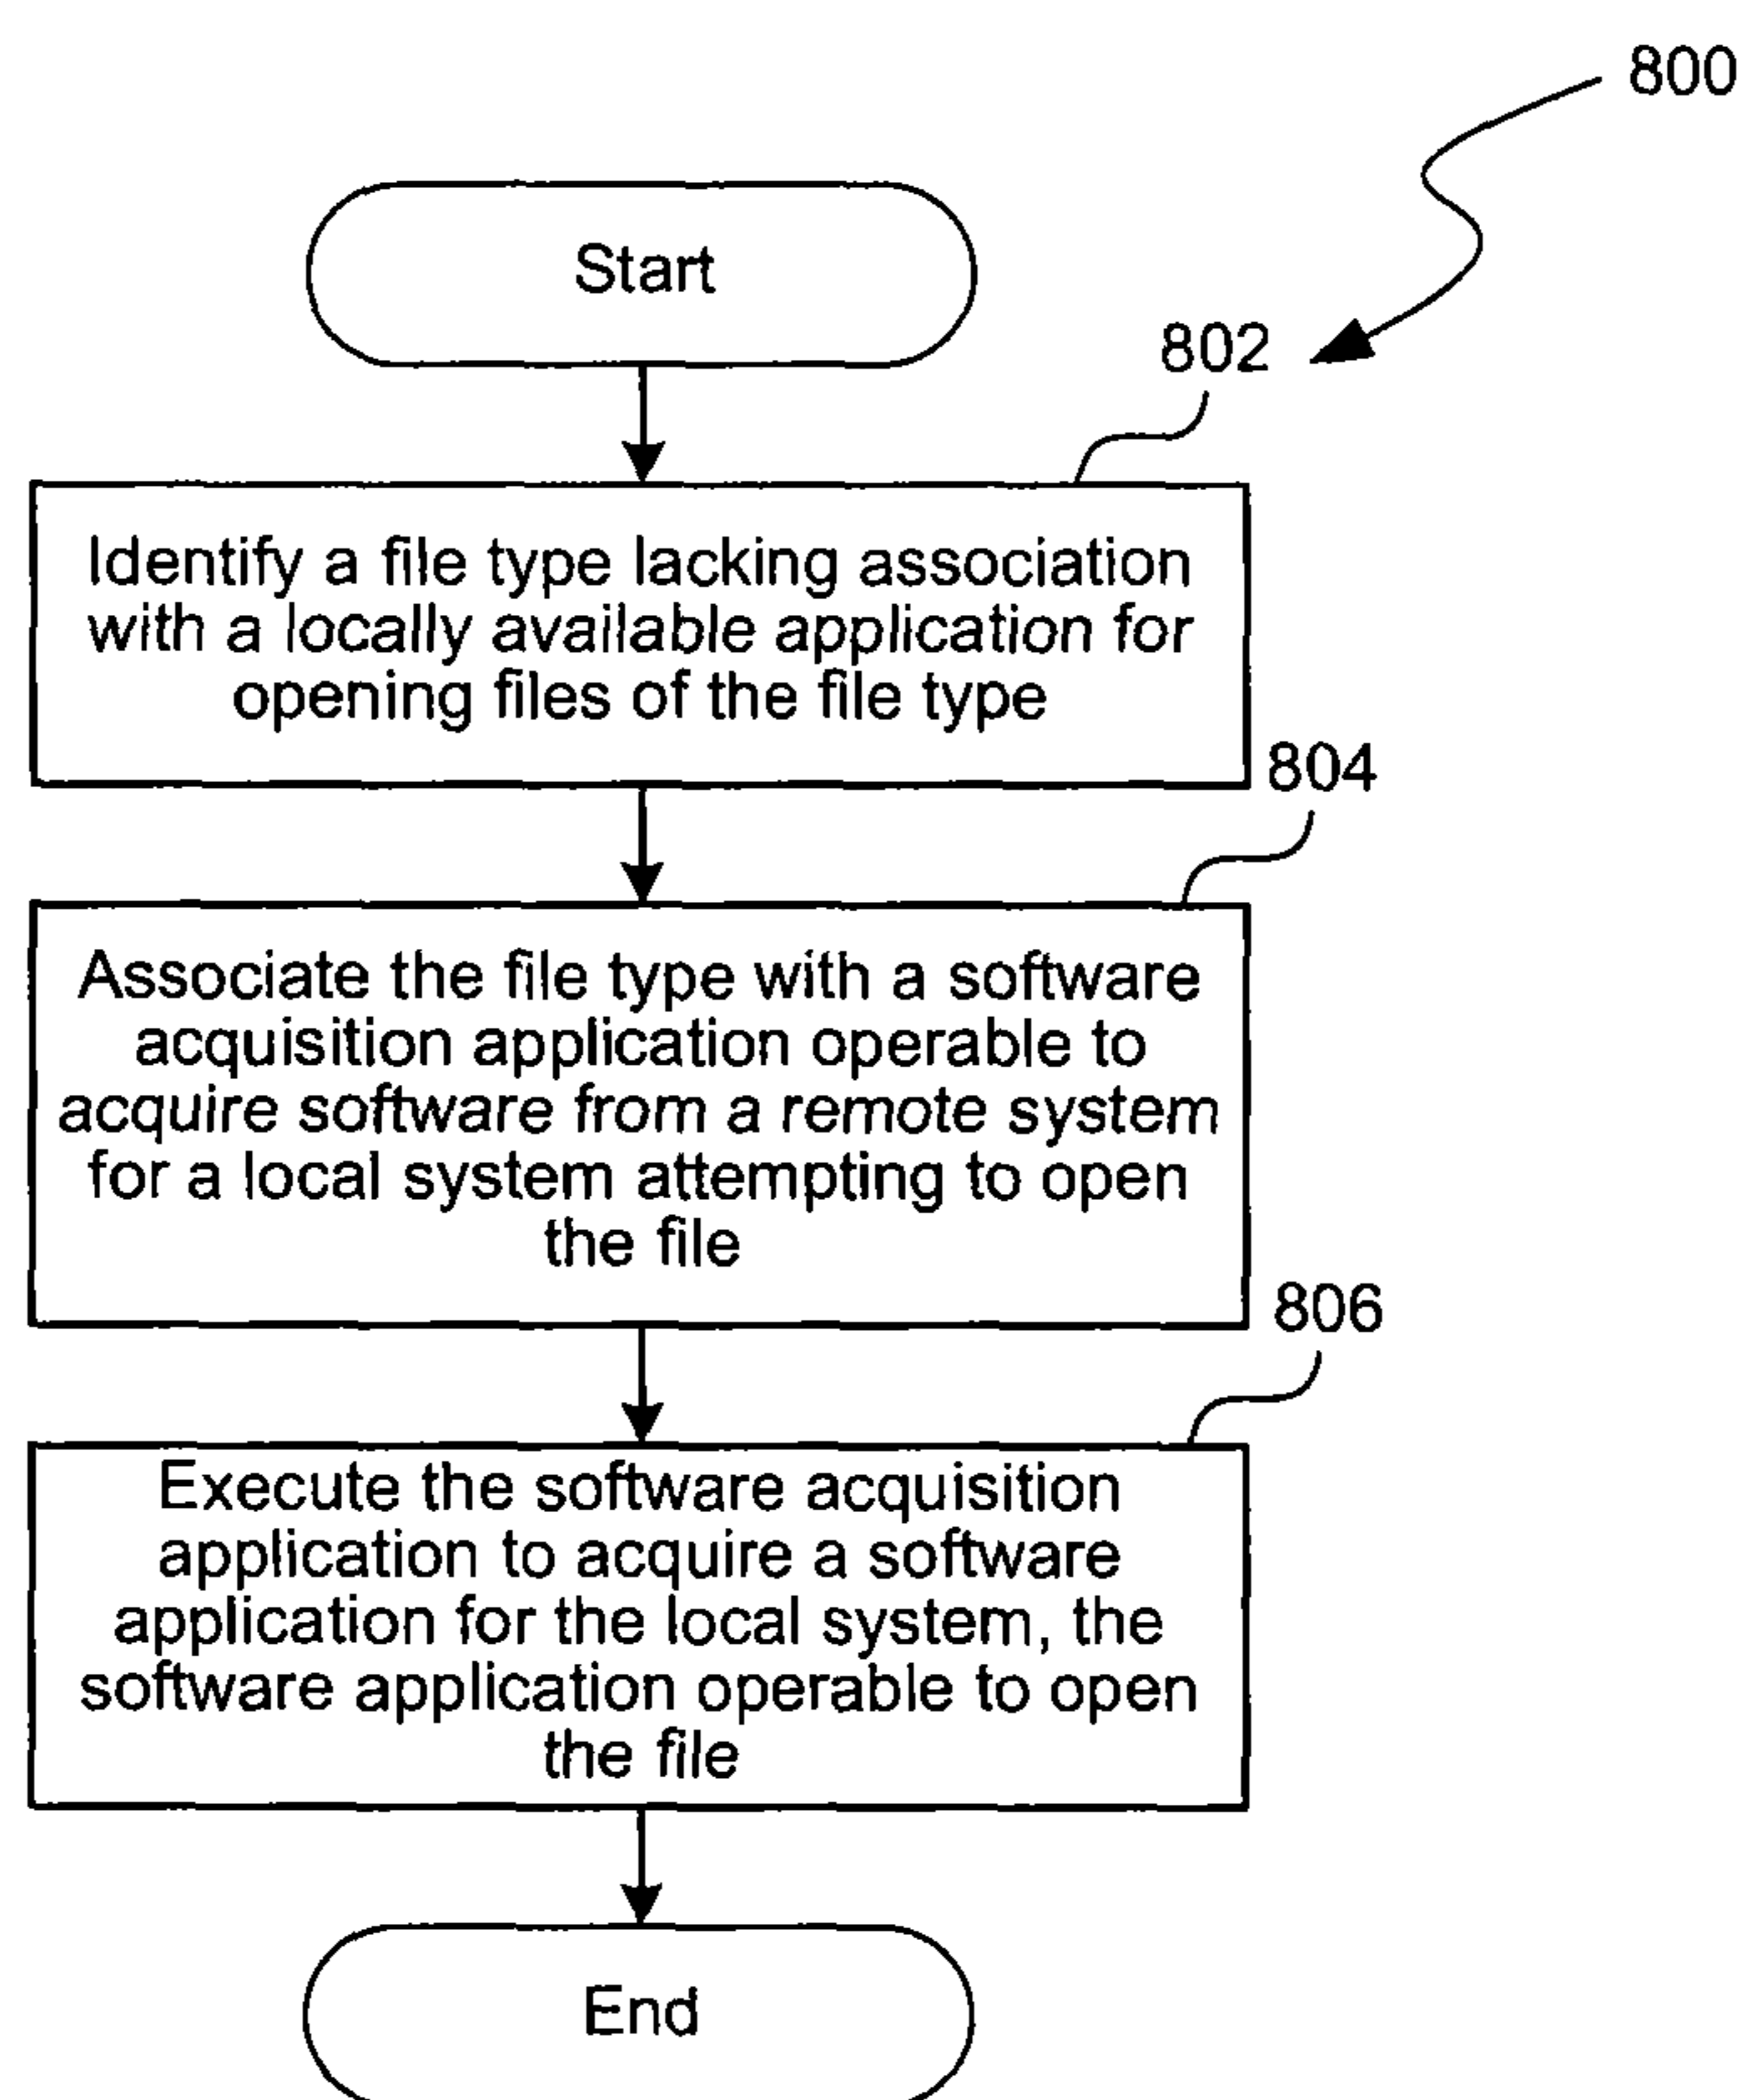 800
Start
802
Identify a file type lacking association
with a locally available application for
opening files of the file type
804
Associate the file type with a software
acquisition application operable to
acquire software from a remote system
for a local system attempting to open
the file
806
Execute the software acquisition
application to acquire a software
application for the local system, the
software application operable to open
the file
End